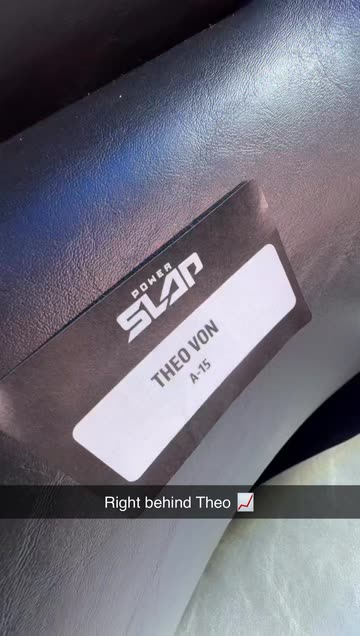 POWER
SLAP
THEO VON
A-15
Right behind Theo 📈